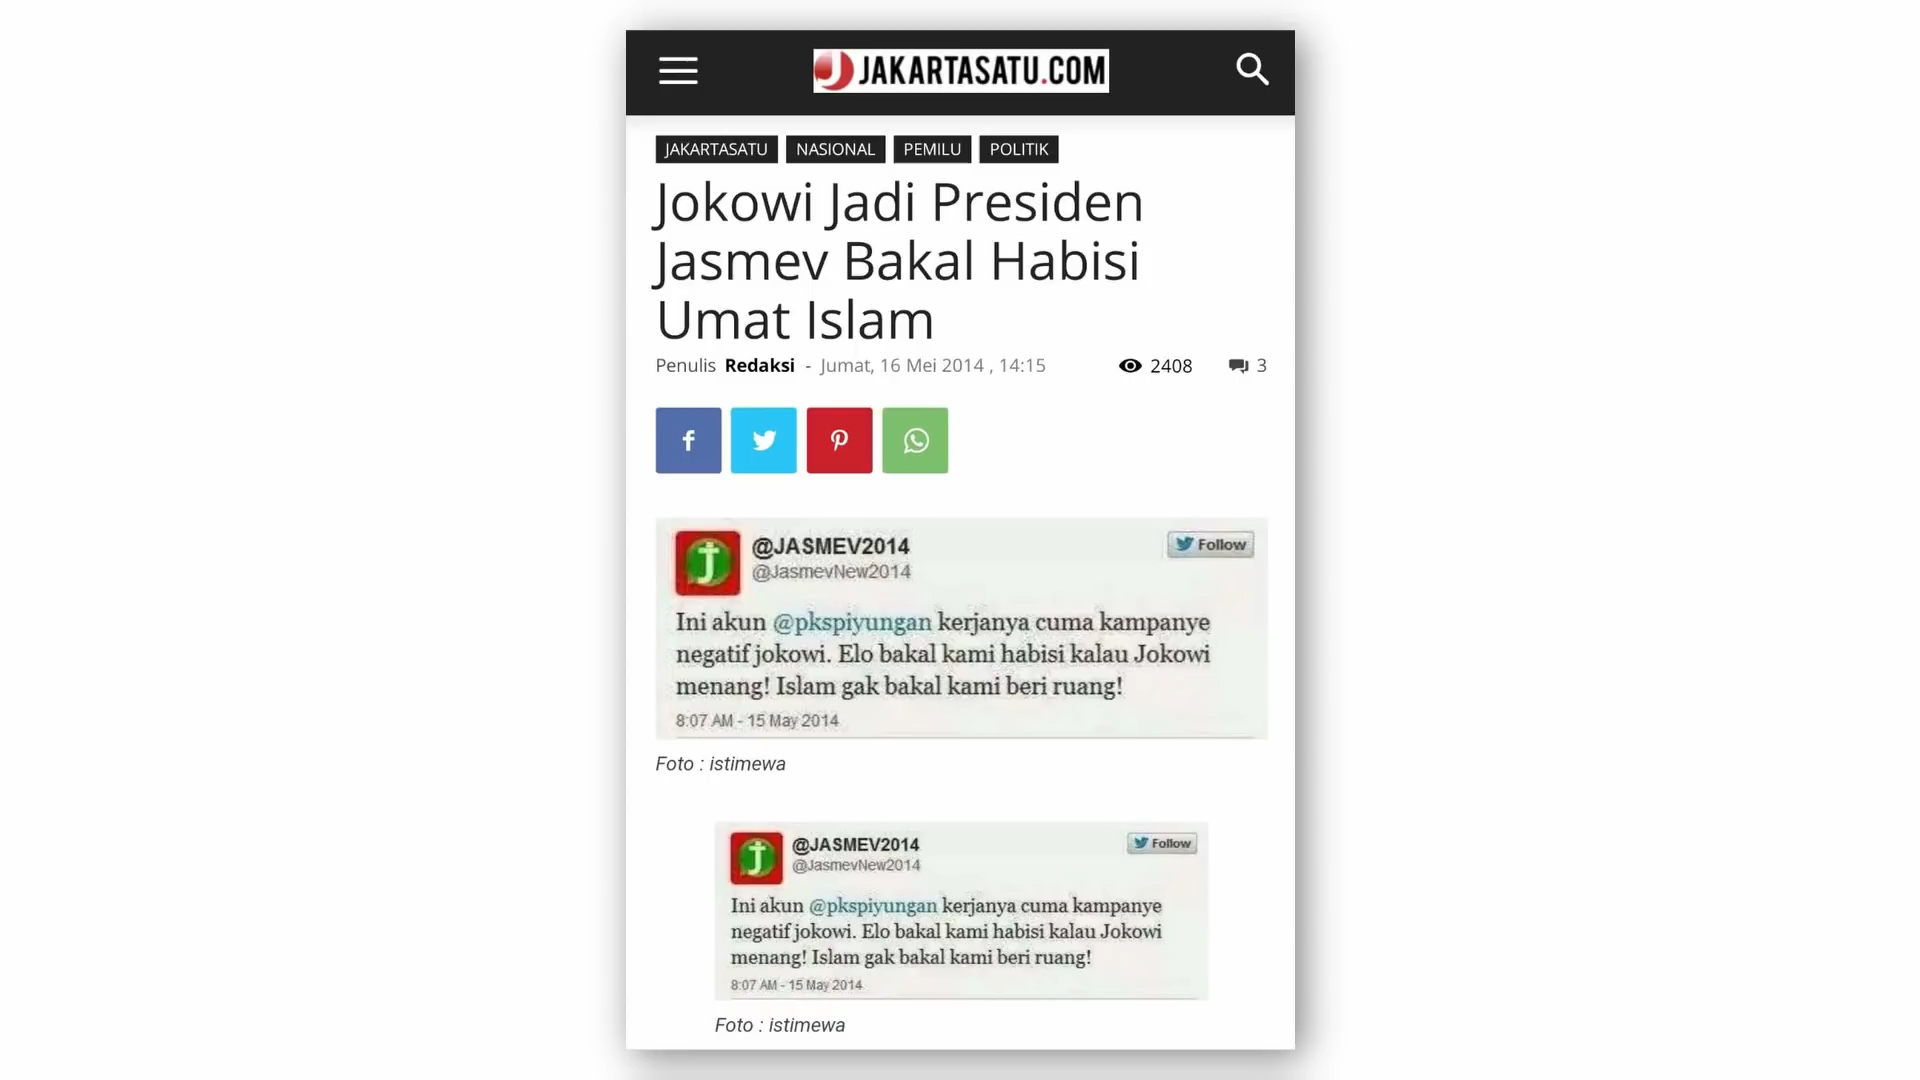 JAKARTASATU.COM
JAKARTASATU NASIONAL PEMILU POLITIK
Jokowi Jadi Presiden
Jasmev Bakal Habisi
Umat Islam
Penulis Redaksi - Jumat, 16 Mei 2014 , 14:15 2408 3
@JASMEV2014 Follow
@JasmevNew2014
Ini akun @pkspiyungan kerjanya cuma kampanye
negatif jokowi. Elo bakal kami habisi kalau Jokowi
menang! Islam gak bakal kami beri ruang!
8:07 AM - 15 May 2014
Foto : istimewa
@JASMEV2014 Follow
@JasmevNew2014
Ini akun @pkspiyungan kerjanya cuma kampanye
negatif jokowi. Elo bakal kami habisi kalau Jokowi
menang! Islam gak bakal kami beri ruang!
8:07 AM - 15 May 2014
Foto : istimewa